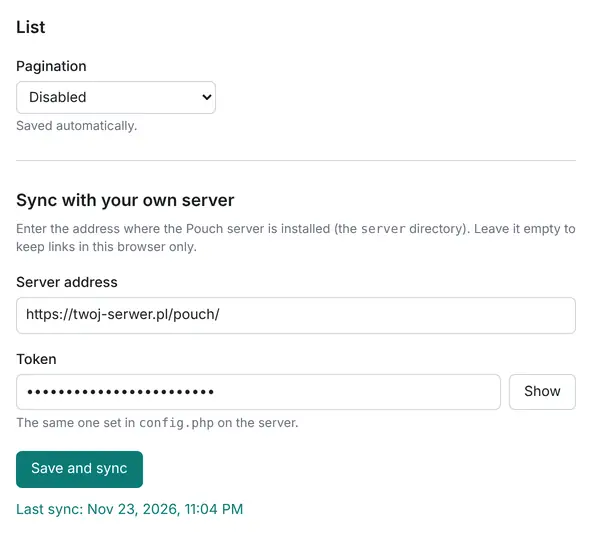 List
Pagination
Disabled
Saved automatically.
Sync with your own server
Enter the address where the Pouch server is installed (the server directory). Leave it empty to
keep links in this browser only.
Server address
https://twoj-serwer.pl/pouch/
Token
••••••••••••••••••••••••
Show
The same one set in config.php on the server.
Save and sync
Last sync: Nov 23, 2026, 11:04 PM